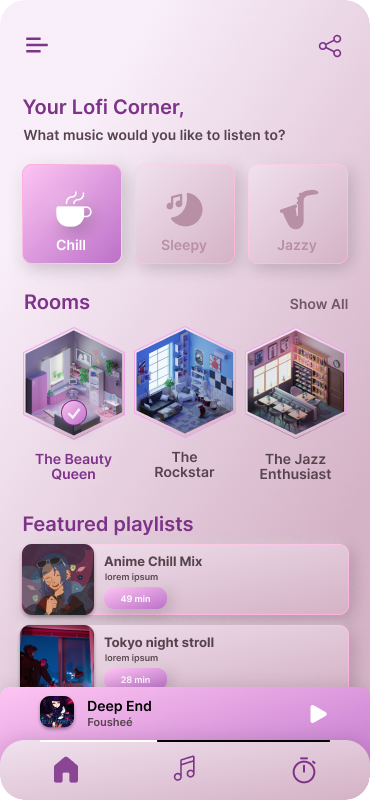 Your Lofi Corner,
What music would you like to listen to?
Chill
Sleepy
Jazzy
Rooms
Show All
The Beauty
Queen
The
Rockstar
The Jazz
Enthusiast
Featured playlists
Anime Chill Mix
lorem ipsum
49 min
Tokyo night stroll
lorem ipsum
28 min
Deep End
Fousheé